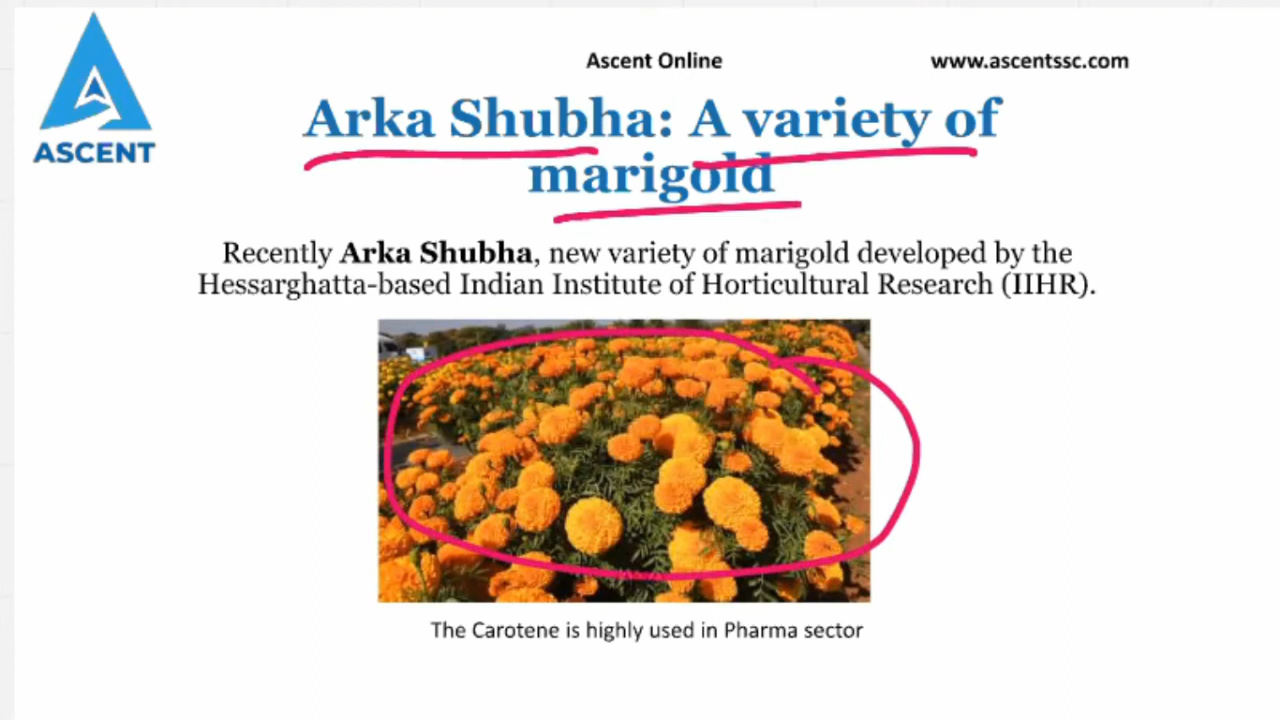 ASCENT
Ascent Online
www.ascentssc.com
Arka Shubha: A variety of
marigold
Recently Arka Shubha, new variety of marigold developed by the
Hessarghatta-based Indian Institute of Horticultural Research (IIHR).
The Carotene is highly used in Pharma sector